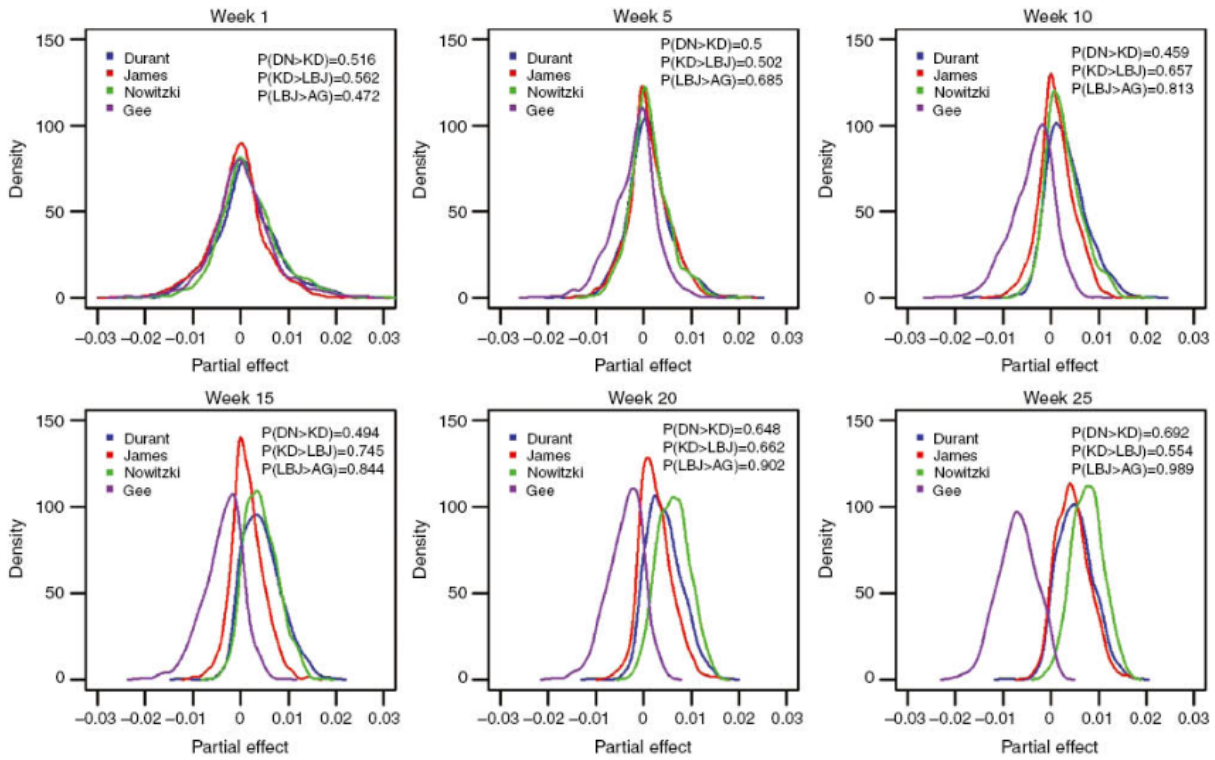 Week 1
150
100
50
0
Density
Durant
James
Nowitzki
Gee
P(DN>KD)=0.516
P(KD>LBJ)=0.562
P(LBJ>AG)=0.472
−0.03 −0.02 −0.01 0 0.01 0.02 0.03
Partial effect
Week 5
150
100
50
0
Density
Durant
James
Nowitzki
Gee
P(DN>KD)=0.5
P(KD>LBJ)=0.502
P(LBJ>AG)=0.685
−0.03 −0.02 −0.01 0 0.01 0.02 0.03
Partial effect
Week 10
150
100
50
0
Density
Durant
James
Nowitzki
Gee
P(DN>KD)=0.459
P(KD>LBJ)=0.657
P(LBJ>AG)=0.813
−0.03 −0.02 −0.01 0 0.01 0.02 0.03
Partial effect
Week 15
150
100
50
0
Density
Durant
James
Nowitzki
Gee
P(DN>KD)=0.494
P(KD>LBJ)=0.745
P(LBJ>AG)=0.844
−0.03 −0.02 −0.01 0 0.01 0.02 0.03
Partial effect
Week 20
150
100
50
0
Density
Durant
James
Nowitzki
Gee
P(DN>KD)=0.648
P(KD>LBJ)=0.662
P(LBJ>AG)=0.902
−0.03 −0.02 −0.01 0 0.01 0.02 0.03
Partial effect
Week 25
150
100
50
0
Density
Durant
James
Nowitzki
Gee
P(DN>KD)=0.692
P(KD>LBJ)=0.554
P(LBJ>AG)=0.989
−0.03 −0.02 −0.01 0 0.01 0.02 0.03
Partial effect